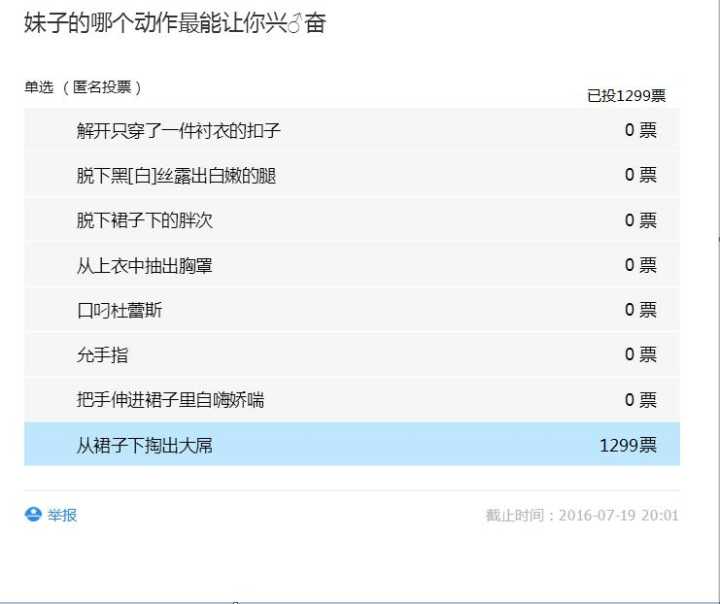 妹子的哪个动作最能让你兴♂奋
单选 （匿名投票）
已投1299票
解开只穿了一件衬衣的扣子 0 票
脱下黑[白]丝露出白嫩的腿 0 票
脱下裙子下的胖次 0 票
从上衣中抽出胸罩 0 票
口叼杜蕾斯 0 票
允手指 0 票
把手伸进裙子里自嗨娇喘 0 票
从裙子下掏出大屌 1299票
举报 截止时间：2016-07-19 20:01